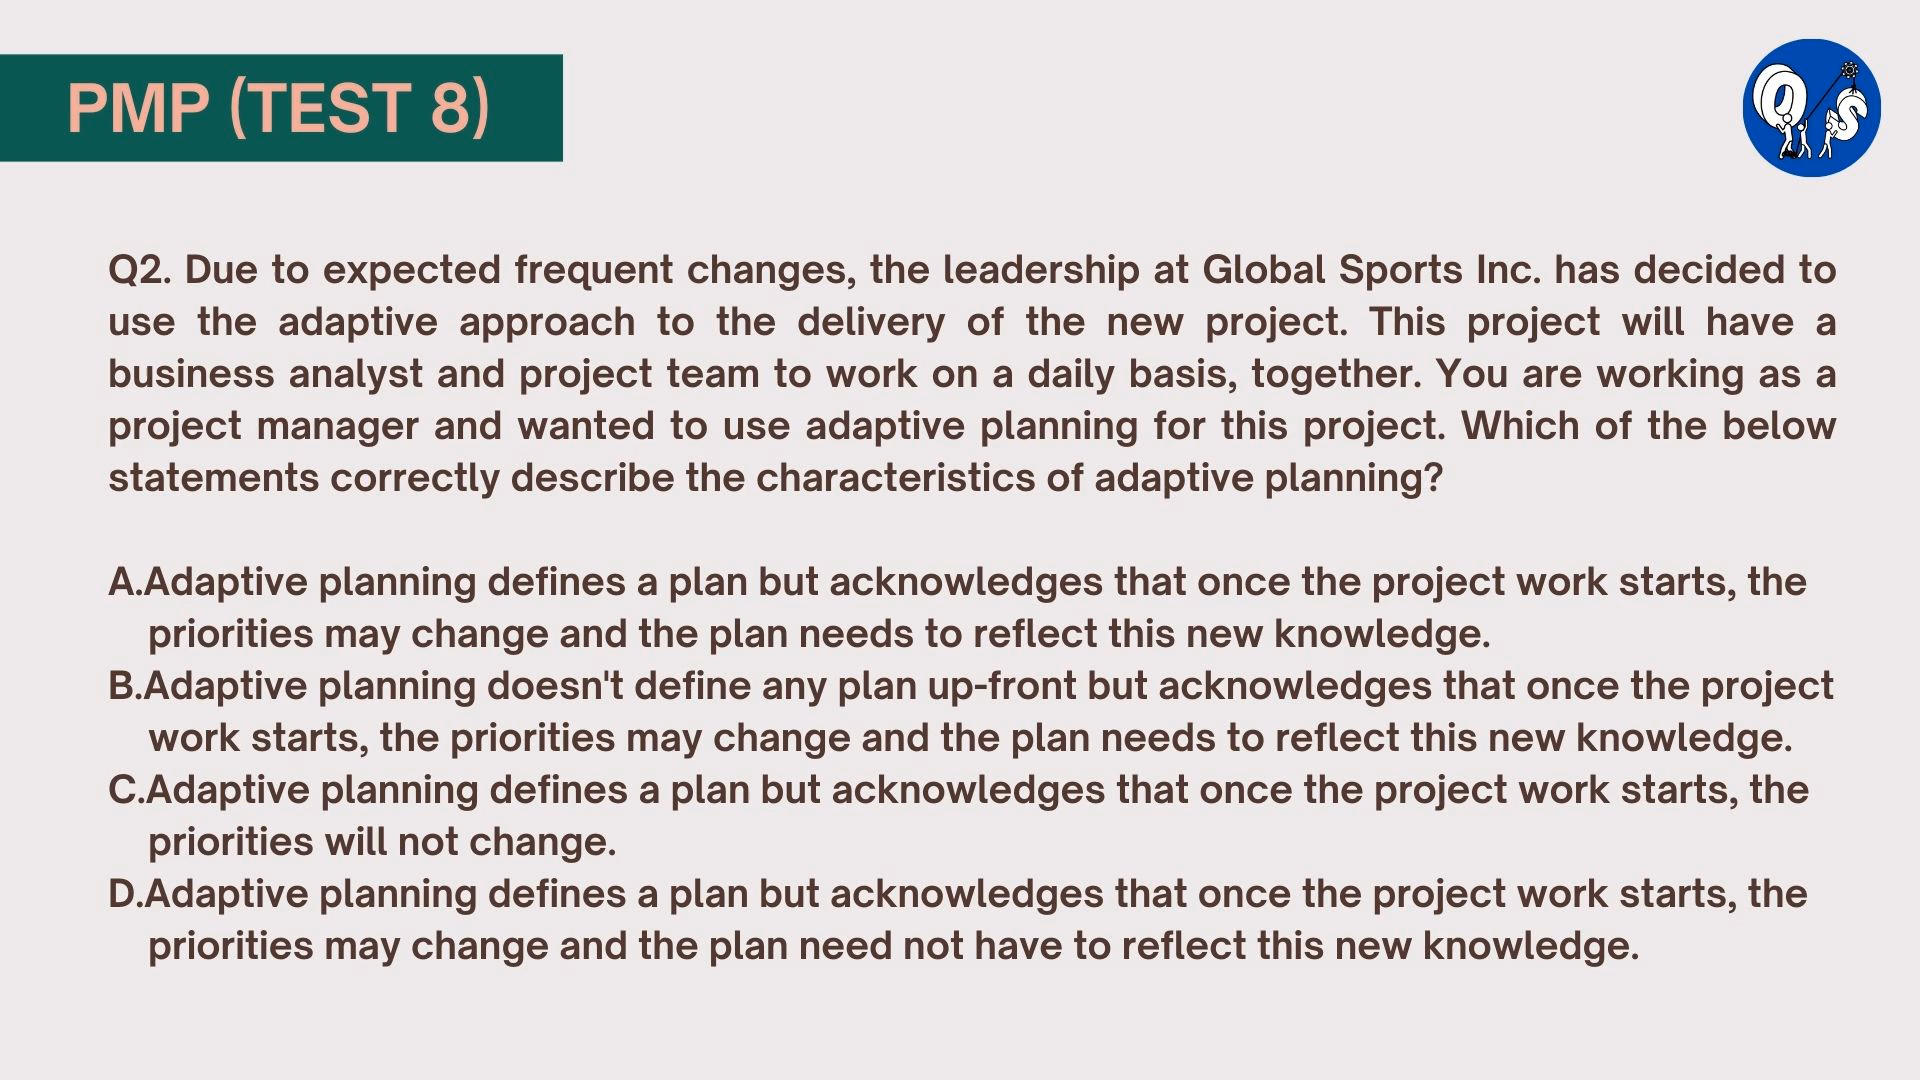 PMP (TEST 8)
Q S
Q2. Due to expected frequent changes, the leadership at Global Sports Inc. has decided to
use the adaptive approach to the delivery of the new project. This project will have a
business analyst and project team to work on a daily basis, together. You are working as a
project manager and wanted to use adaptive planning for this project. Which of the below
statements correctly describe the characteristics of adaptive planning?
A.Adaptive planning defines a plan but acknowledges that once the project work starts, the
priorities may change and the plan needs to reflect this new knowledge.
B.Adaptive planning doesn't define any plan up-front but acknowledges that once the project
work starts, the priorities may change and the plan needs to reflect this new knowledge.
C.Adaptive planning defines a plan but acknowledges that once the project work starts, the
priorities will not change.
D.Adaptive planning defines a plan but acknowledges that once the project work starts, the
priorities may change and the plan need not have to reflect this new knowledge.